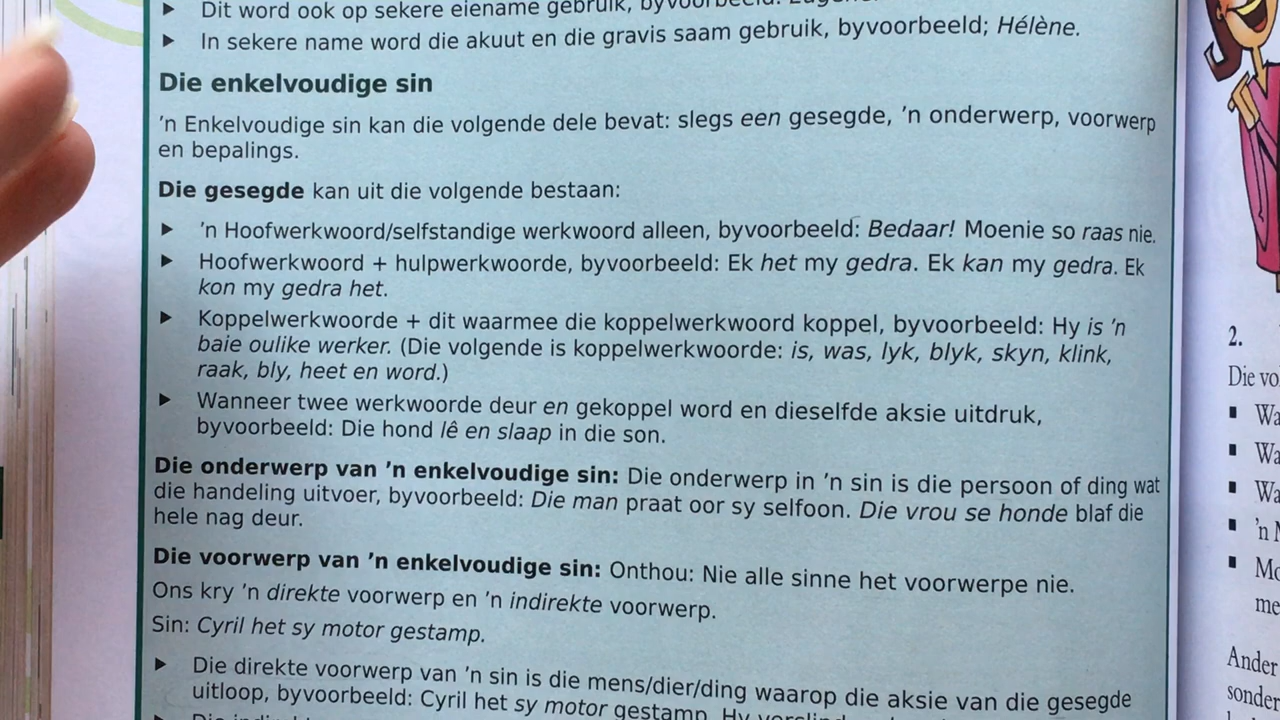 Dit word ook op sekere eiename gebruik,
In sekere name word die akuut en die gravis saam gebruik, byvoorbeeld; Hélène.
Die enkelvoudige sin
’n Enkelvoudige sin kan die volgende dele bevat: slegs een gesegde, ’n onderwerp, voorwerp
en bepalings.
Die gesegde kan uit die volgende bestaan:
’n Hoofwerkwoord/selfstandige werkwoord alleen, byvoorbeeld: Bedaar! Moenie so raas nie.
Hoofwerkwoord + hulpwerkwoorde, byvoorbeeld: Ek het my gedra. Ek kan my gedra. Ek
kon my gedra het.
Koppelwerkwoorde + dit waarmee die koppelwerkwoord koppel, byvoorbeeld: Hy is ’n
baie oulike werker. (Die volgende is koppelwerkwoorde: is, was, lyk, blyk, skyn, klink,
raak, bly, heet en word.)
Wanneer twee werkwoorde deur en gekoppel word en dieselfde aksie uitdruk,
byvoorbeeld: Die hond lê en slaap in die son.
Die onderwerp van ’n enkelvoudige sin: Die onderwerp in ’n sin is die persoon of ding wat
die handeling uitvoer, byvoorbeeld: Die man praat oor sy selfoon. Die vrou se honde blaf die
hele nag deur.
Die voorwerp van ’n enkelvoudige sin: Onthou: Nie alle sinne het voorwerpe nie.
Ons kry ’n direkte voorwerp en ’n indirekte voorwerp.
Sin: Cyril het sy motor gestamp.
Die direkte voorwerp van ’n sin is die mens/dier/ding waarop die aksie van die gesegde
uitloop, byvoorbeeld: Cyril het sy motor gestamp. Hy
2.
Die
’n
Ander